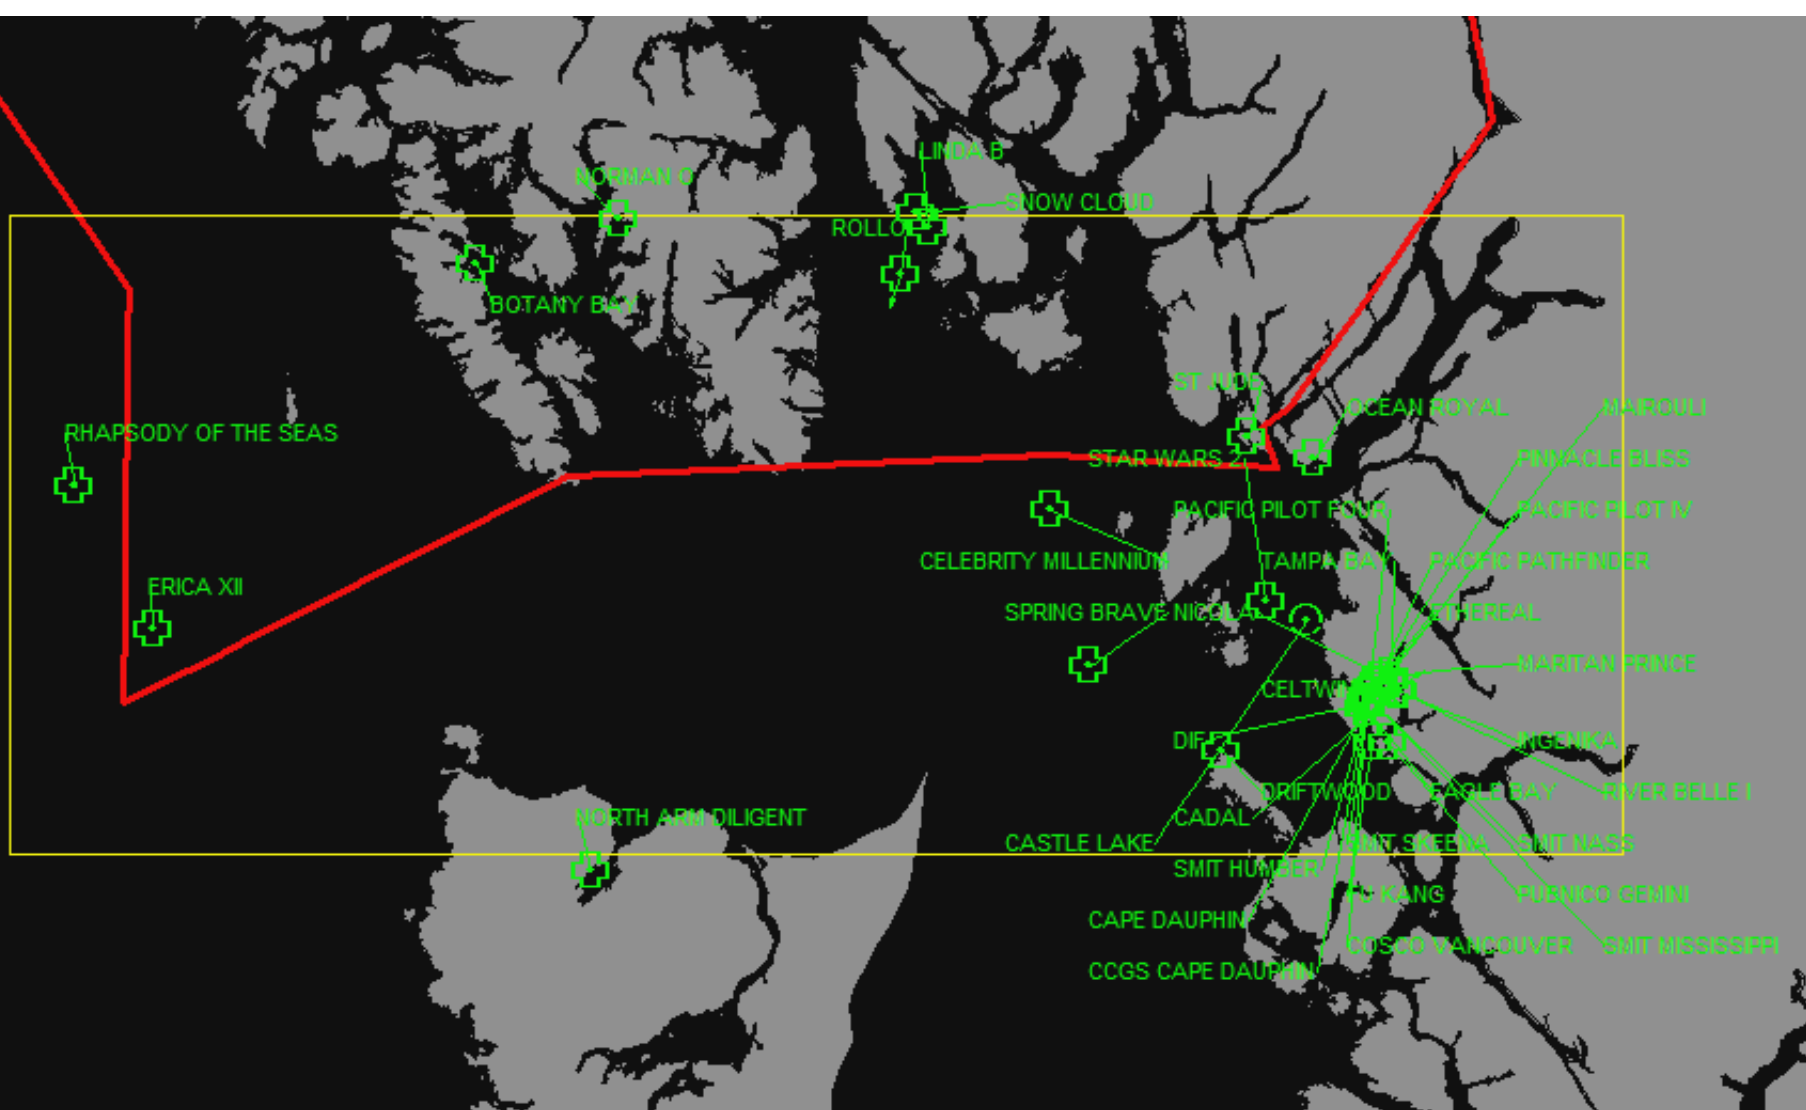 LINDA B
NORMAN O
SNOW CLOUD
ROLLO
BOTANY BAY
ST JUDE
OCEAN ROYAL
MAIROULI
RHAPSODY OF THE SEAS
STAR WARS 2
PINNACLE BLISS
PACIFIC PILOT FOUR
PACIFIC PILOT IV
CELEBRITY MILLENNIUM
TAMPA BAY
PACIFIC PATHFINDER
ERICA XII
SPRING BRAVE
NICOLA
ETHEREAL
MARITAN PRINCE
INGENIKA
DRIFTWOOD
EAGLE BAY
RIVER BELLE I
NORTH ARM DILIGENT
CADAL
CASTLE LAKE
SMIT SKEENA
SMIT NASS
SMIT HUMBER
FU KANG
PUBNICO GEMINI
CAPE DAUPHIN
COSCO VANCOUVER
SMIT MISSISSIPPI
CCGS CAPE DAUPHIN